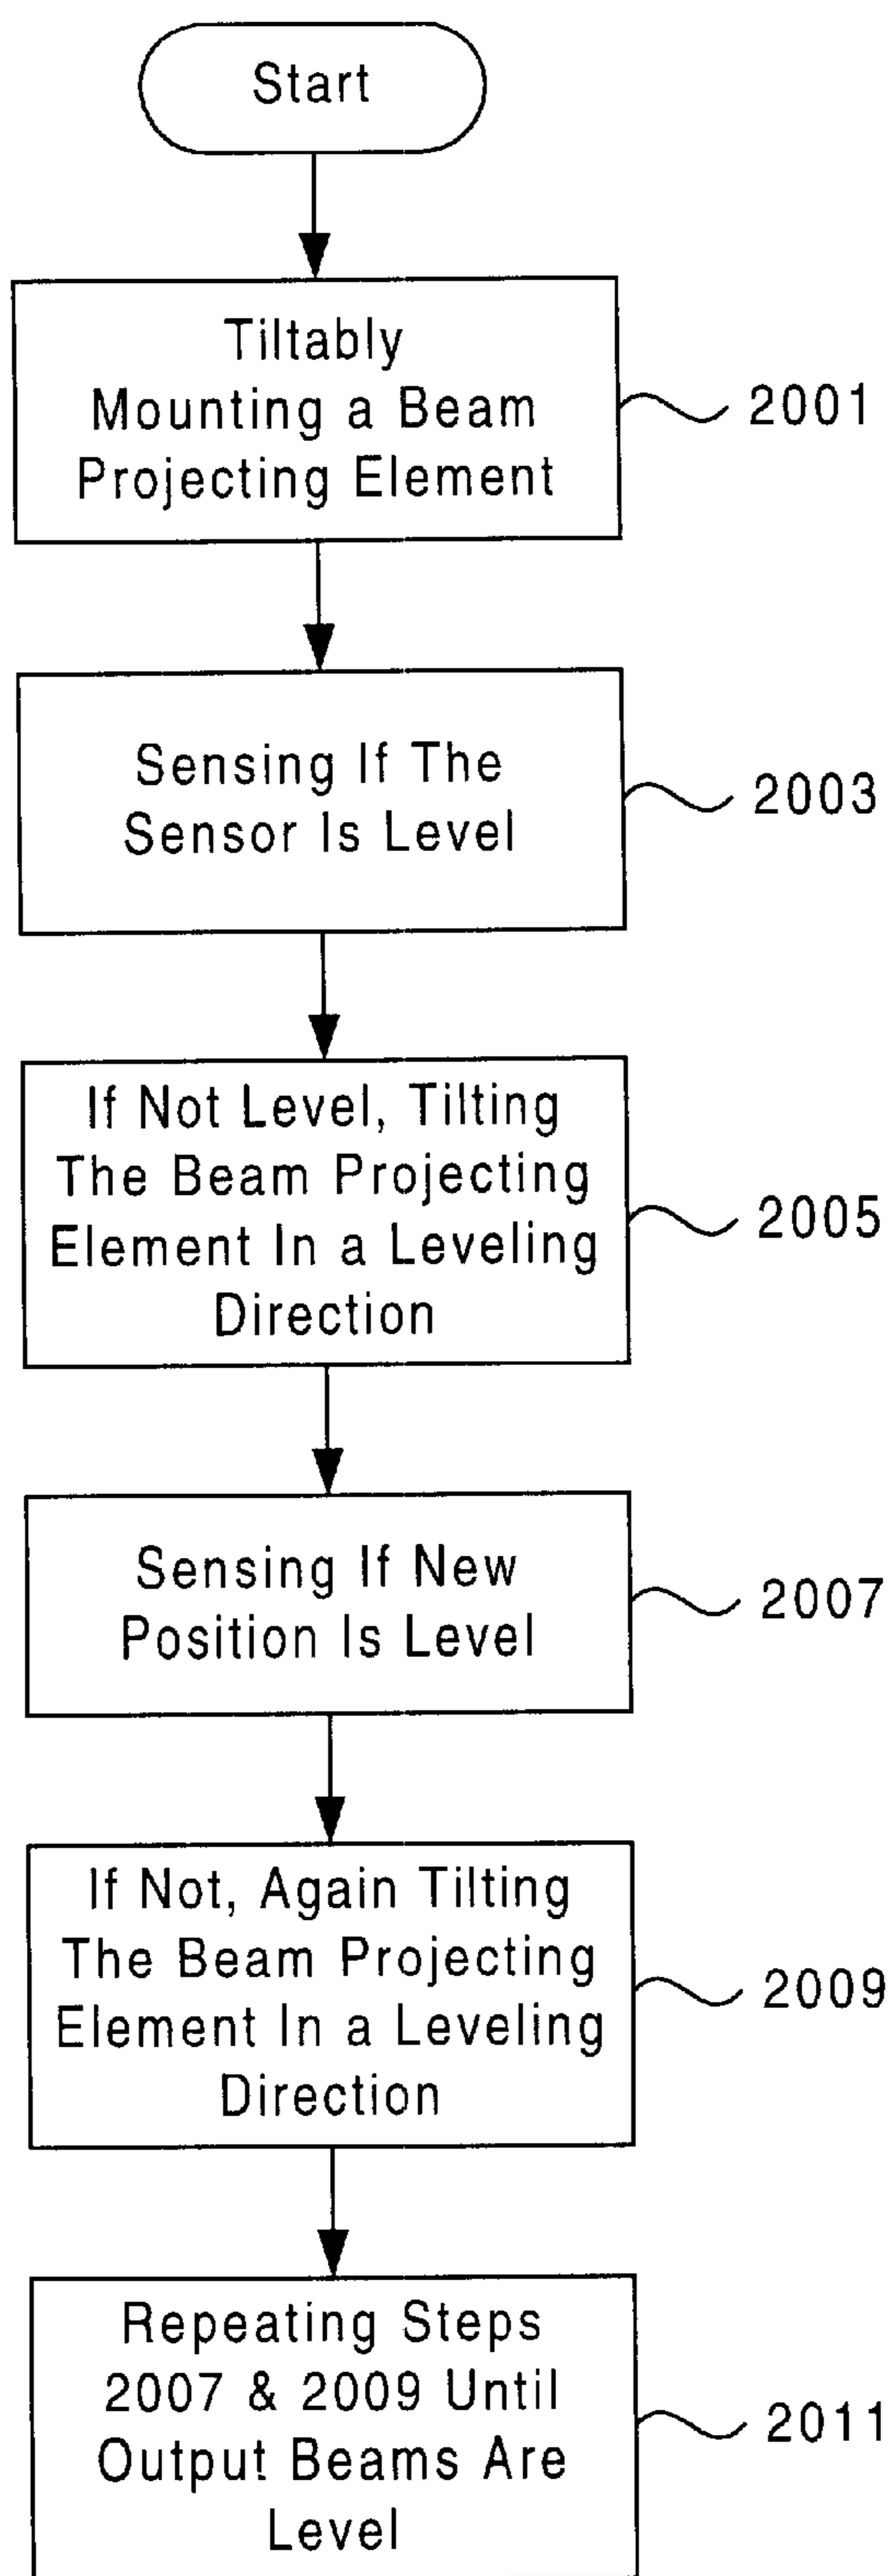 Start
Tiltably
Mounting a Beam
Projecting Element
2001
Sensing If The
Sensor Is Level
2003
If Not Level, Tilting
The Beam Projecting
Element In a Leveling
Direction
2005
Sensing If New
Position Is Level
2007
If Not, Again Tilting
The Beam Projecting
Element In a Leveling
Direction
2009
Repeating Steps
2007 & 2009 Until
Output Beams Are
Level
2011